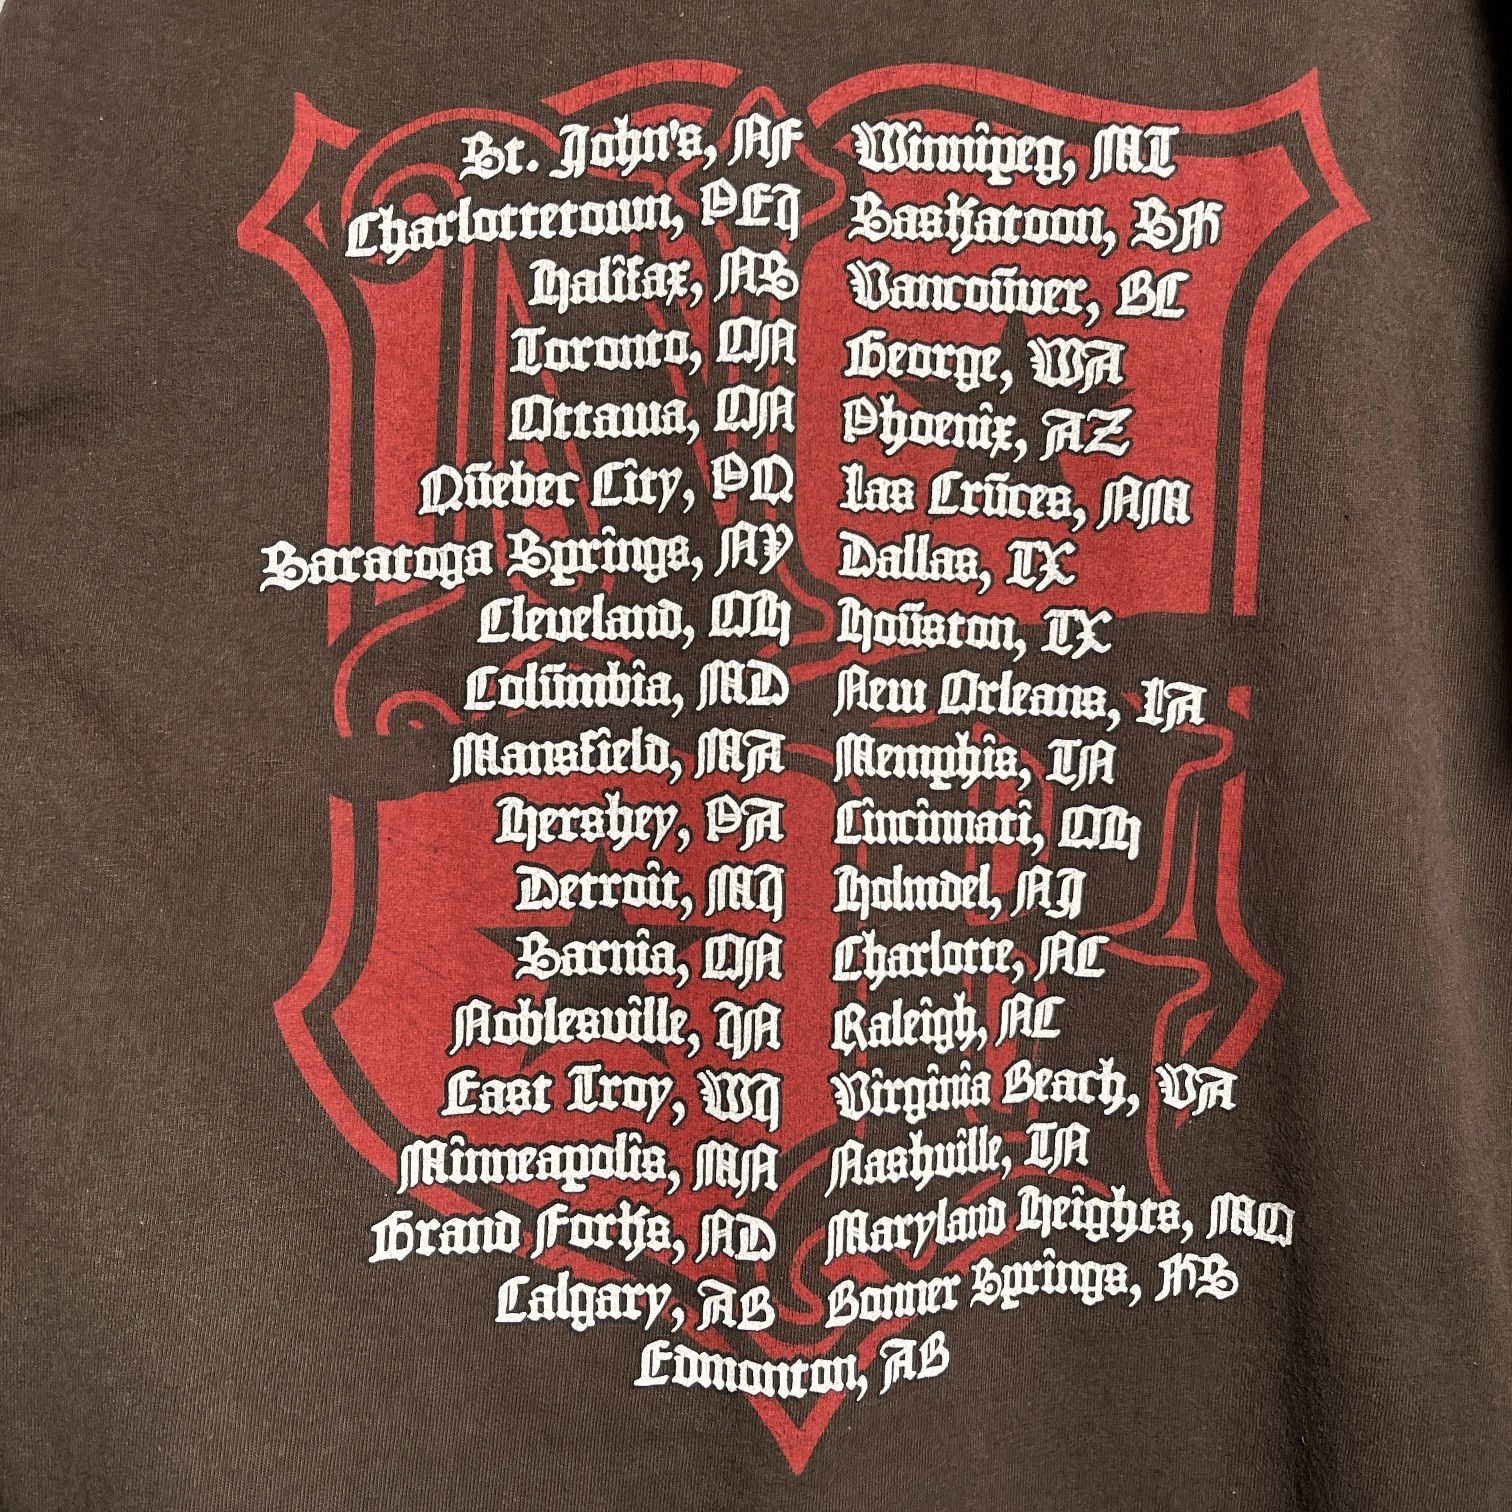 St. John's, NF
Charlottetown, PEI
Halifax, NS
Toronto, ON
Ottawa, ON
Quebec City, PQ
Saratoga Springs, NY
Cleveland, OH
Columbia, MD
Mansfield, MA
Hershey, PA
Detroit, MI
Sarnia, ON
Noblesville, IN
East Troy, WI
Minneapolis, MN
Grand Forks, ND
Calgary, AB
Winnipeg, MT
Saskatoon, SK
Vancouver, BC
George, WA
Phoenix, AZ
Las Cruces, NM
Dallas, TX
Houston, TX
New Orleans, LA
Memphis, TN
Cincinnati, OH
Holmdel, NJ
Charlotte, NC
Raleigh, NC
Virginia Beach, VA
Nashville, TN
Maryland Heights, MO
Bonner Springs, KS
Edmonton, AB